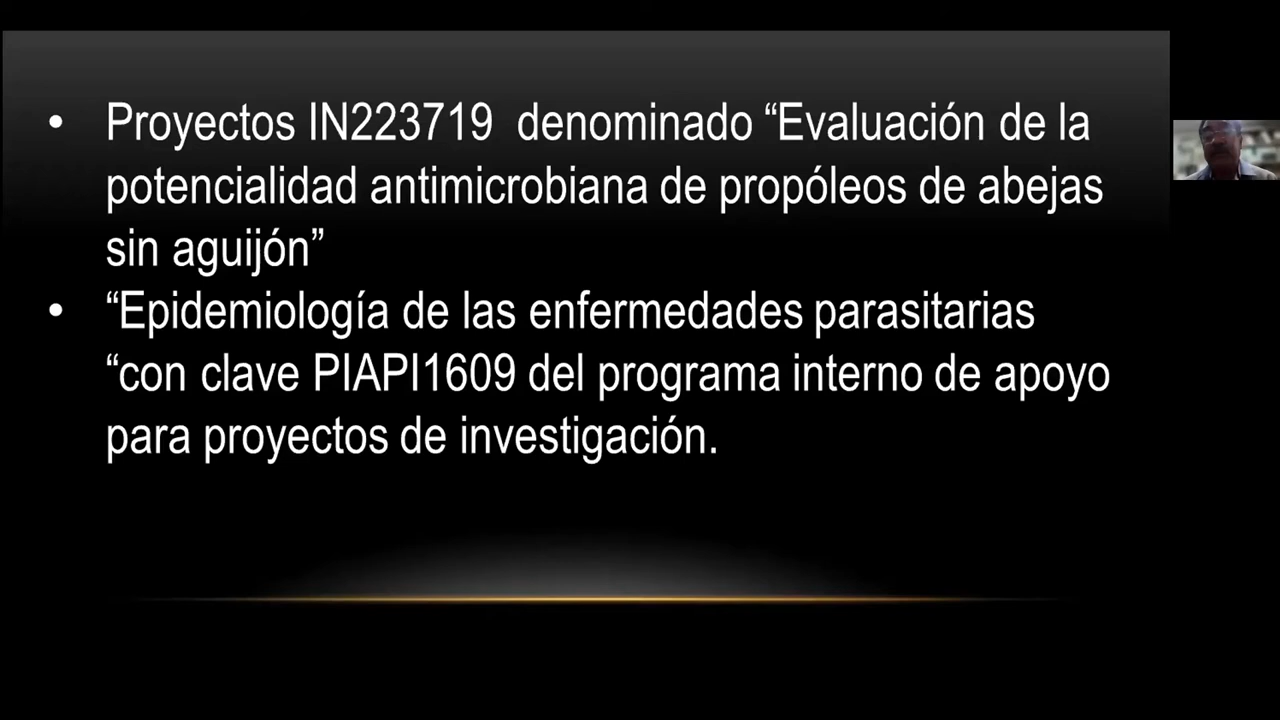 • Proyectos IN223719 denominado “Evaluación de la
potencialidad antimicrobiana de propóleos de abejas
sin aguijón”
• “Epidemiología de las enfermedades parasitarias
“con clave PIAPI1609 del programa interno de apoyo
para proyectos de investigación.